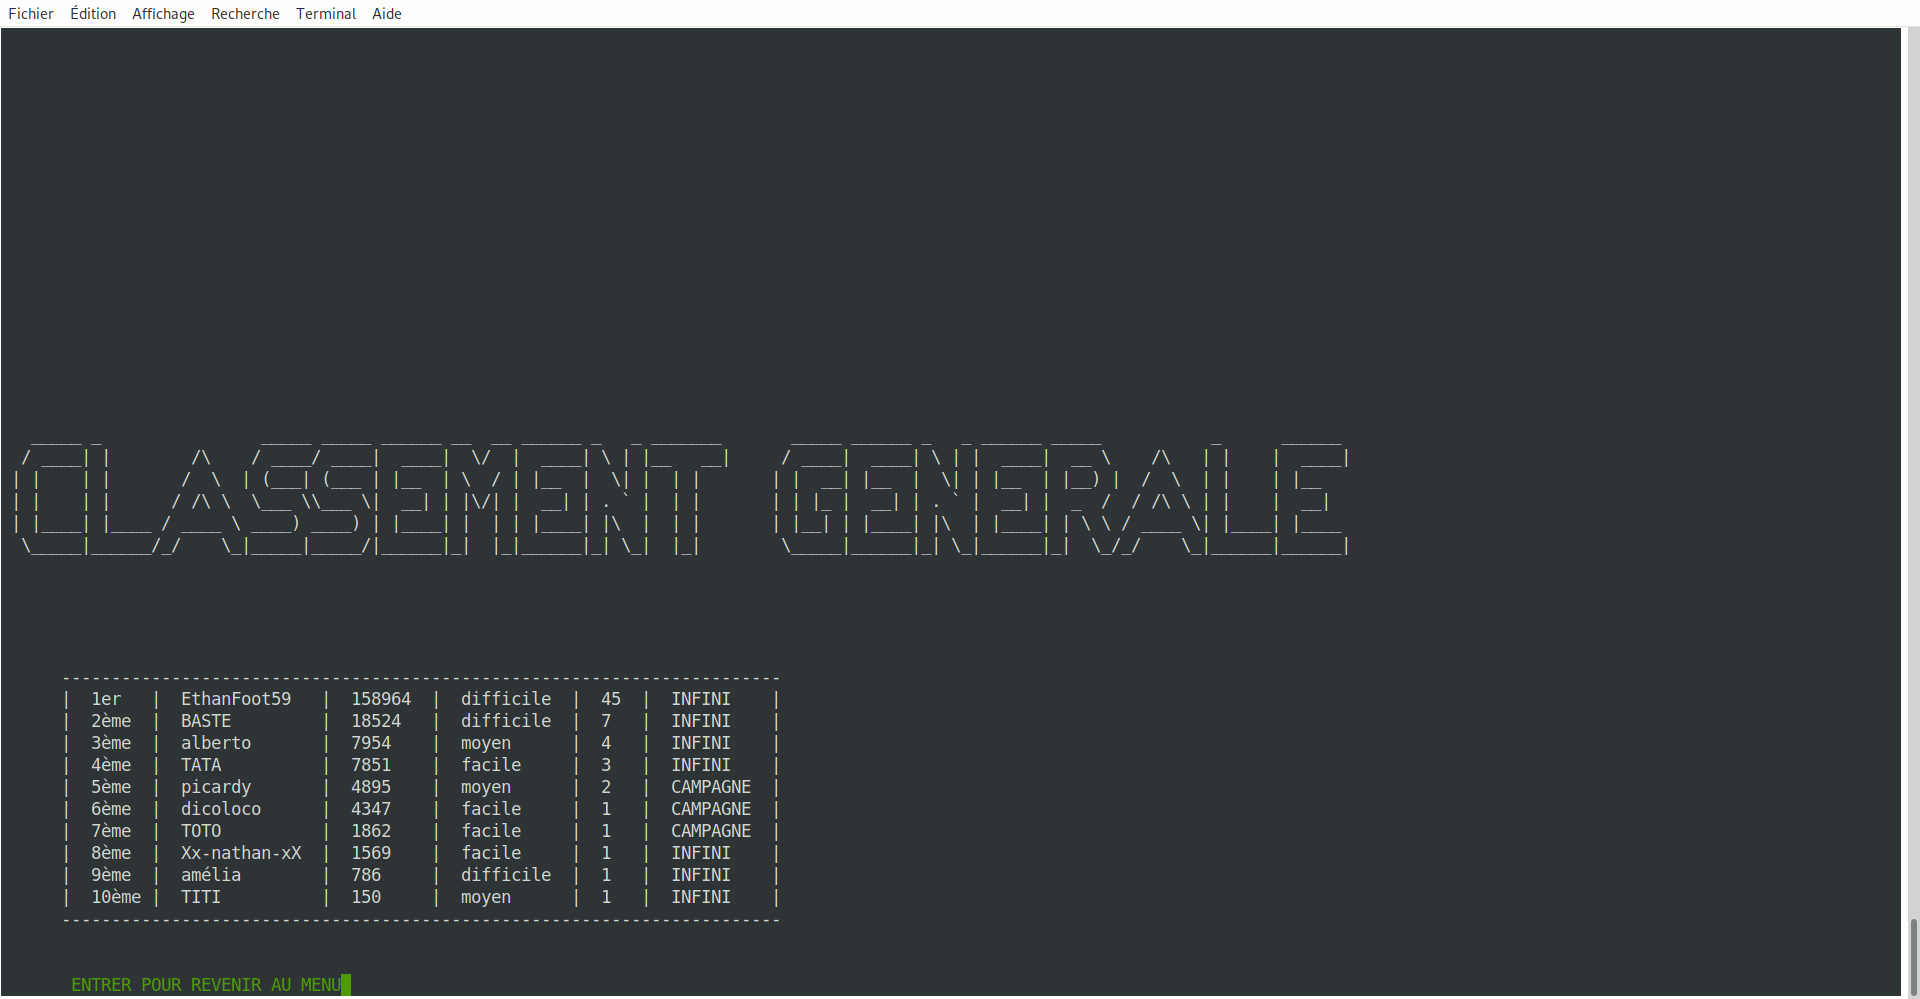 Fichier Édition Affichage Recherche Terminal Aide
CLASSEMENT GENERALE
| 1er | EthanFoot59 | 158964 | difficile | 45 | INFINI |
| 2ème | BASTE | 18524 | difficile | 7 | INFINI |
| 3ème | alberto | 7954 | moyen | 4 | INFINI |
| 4ème | TATA | 7851 | facile | 3 | INFINI |
| 5ème | picardy | 4895 | moyen | 2 | CAMPAGNE |
| 6ème | dicoloco | 4347 | facile | 1 | CAMPAGNE |
| 7ème | TOTO | 1862 | facile | 1 | CAMPAGNE |
| 8ème | Xx-nathan-xX | 1569 | facile | 1 | INFINI |
| 9ème | amélia | 786 | difficile | 1 | INFINI |
| 10ème | TITI | 150 | moyen | 1 | INFINI |
ENTRER POUR REVENIR AU MENU